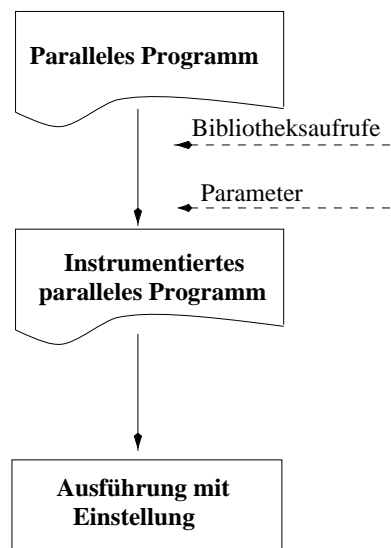 Paralleles Programm
Bibliotheksaufrufe
Parameter
Instrumentiertes
paralleles Programm
Ausführung mit
Einstellung